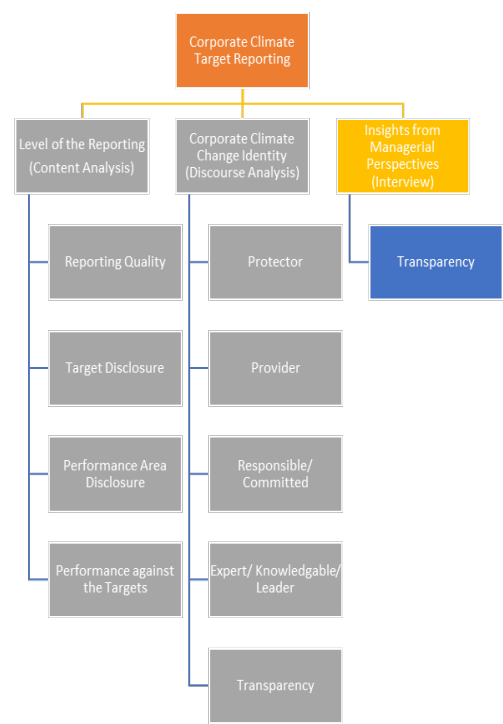 Corporate Climate
Target Reporting
Level of the Reporting
(Content Analysis)
Reporting Quality
Target Disclosure
Performance Area
Disclosure
Performance against
the Targets
Corporate Climate
Change Identity
(Discourse Analysis)
Protector
Provider
Responsible/
Committed
Expert/ Knowledgable/
Leader
Transparency
Insights from
Managerial
Perspectives
(Interview)
Transparency